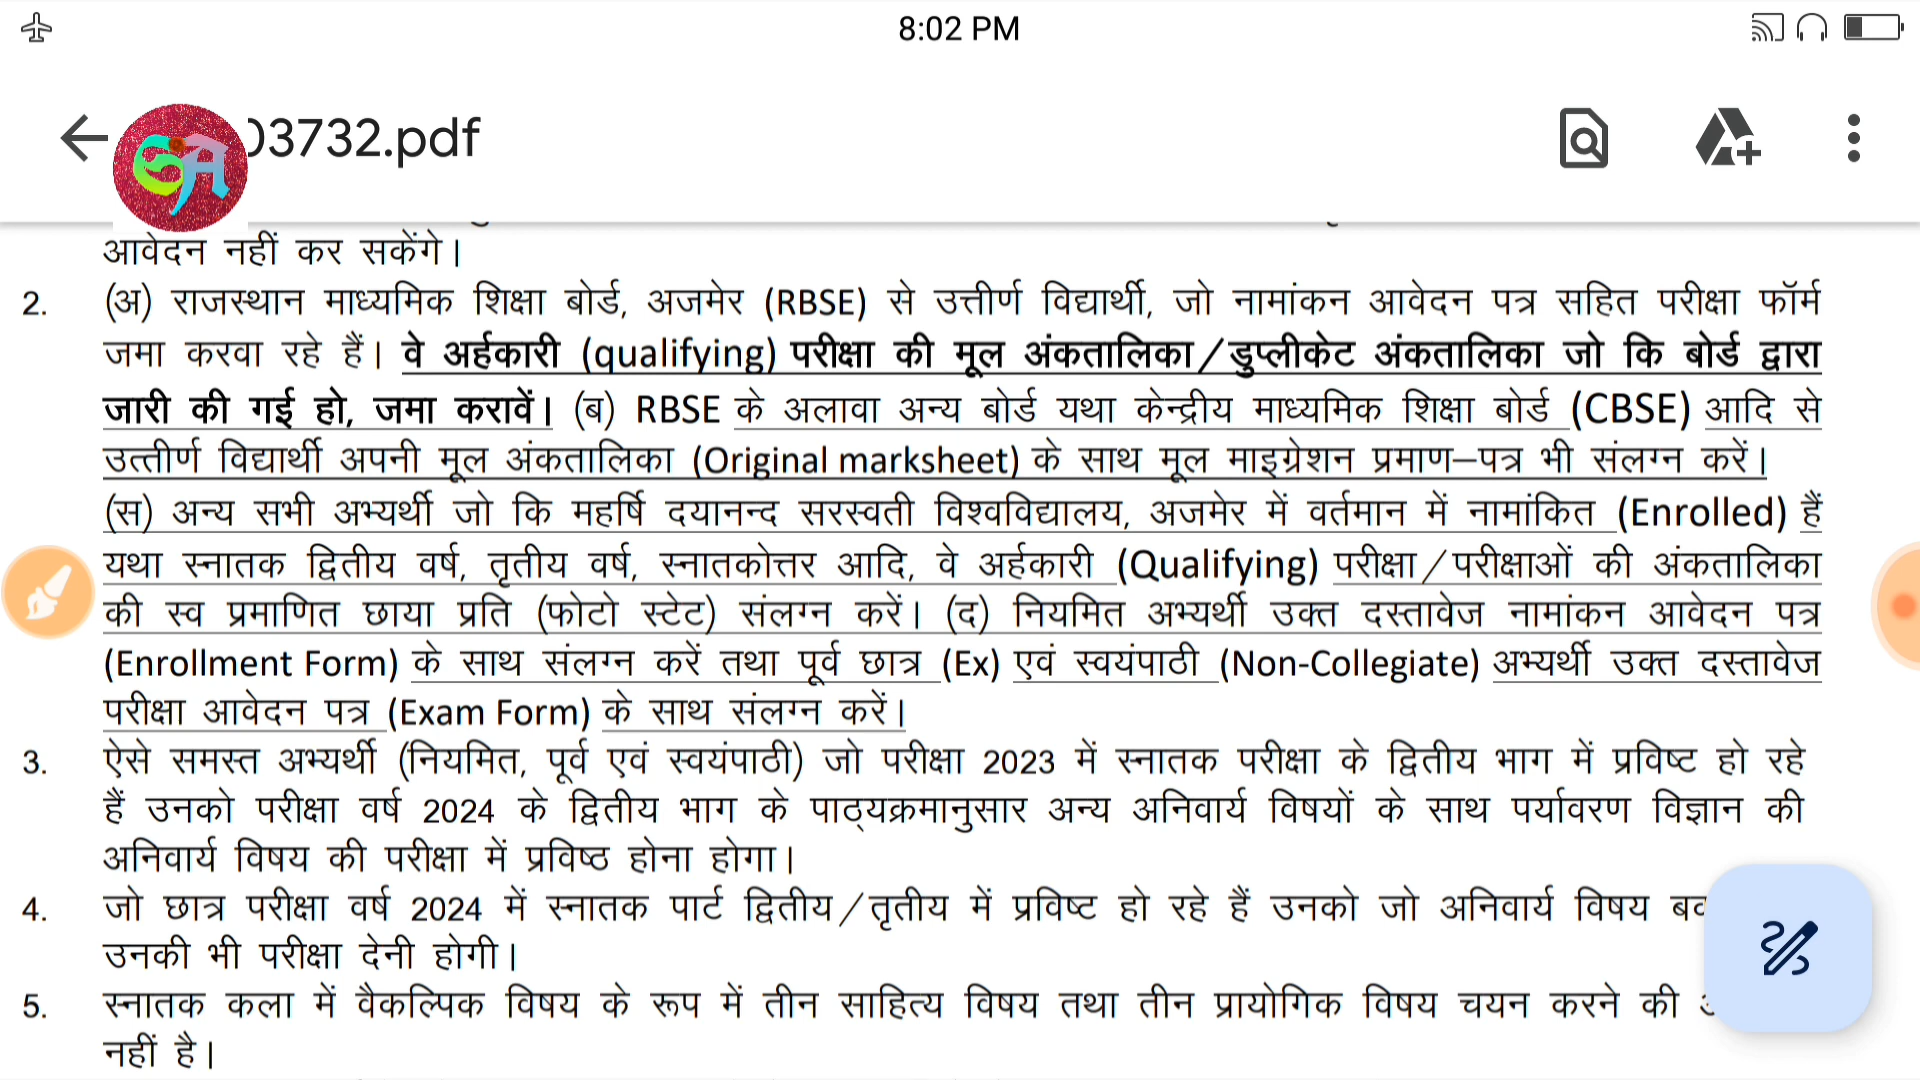 8:02 PM
03732.pdf
आवेदन नहीं कर सकेंगे।
2. (अ) राजस्थान माध्यमिक शिक्षा बोर्ड, अजमेर (RBSE) से उत्तीर्ण विद्यार्थी, जो नामांकन आवेदन पत्र सहित परीक्षा फॉर्म
जमा करवा रहे हैं। वे अर्हकारी (qualifying) परीक्षा की मूल अंकतालिका/डुप्लीकेट अंकतालिका जो कि बोर्ड द्वारा
जारी की गई हो, जमा करावें। (ब) RBSE के अलावा अन्य बोर्ड यथा केन्द्रीय माध्यमिक शिक्षा बोर्ड (CBSE) आदि से
उत्तीर्ण विद्यार्थी अपनी मूल अंकतालिका (Original marksheet) के साथ मूल माइग्रेशन प्रमाण–पत्र भी संलग्न करें।
(स) अन्य सभी अभ्यर्थी जो कि महर्षि दयानन्द सरस्वती विश्वविद्यालय, अजमेर में वर्तमान में नामांकित (Enrolled) हैं
यथा स्नातक द्वितीय वर्ष, तृतीय वर्ष, स्नातकोत्तर आदि, वे अर्हकारी (Qualifying) परीक्षा/परीक्षाओं की अंकतालिका
की स्व प्रमाणित छाया प्रति (फोटो स्टेट) संलग्न करें। (द) नियमित अभ्यर्थी उक्त दस्तावेज नामांकन आवेदन पत्र
(Enrollment Form) के साथ संलग्न करें तथा पूर्व छात्र (Ex) एवं स्वयंपाठी (Non-Collegiate) अभ्यर्थी उक्त दस्तावेज
परीक्षा आवेदन पत्र (Exam Form) के साथ संलग्न करें।
3. ऐसे समस्त अभ्यर्थी (नियमित, पूर्व एवं स्वयंपाठी) जो परीक्षा 2023 में स्नातक परीक्षा के द्वितीय भाग में प्रविष्ट हो रहे
हैं उनको परीक्षा वर्ष 2024 के द्वितीय भाग के पाठ्यक्रमानुसार अन्य अनिवार्य विषयों के साथ पर्यावरण विज्ञान की
अनिवार्य विषय की परीक्षा में प्रविष्ठ होना होगा।
4. जो छात्र परीक्षा वर्ष 2024 में स्नातक पार्ट द्वितीय/तृतीय में प्रविष्ट हो रहे हैं उनको जो अनिवार्य विषय
उनकी भी परीक्षा देनी होगी।
5. स्नातक कला में वैकल्पिक विषय के रूप में तीन साहित्य विषय तथा तीन प्रायोगिक विषय चयन करने की
नहीं है।